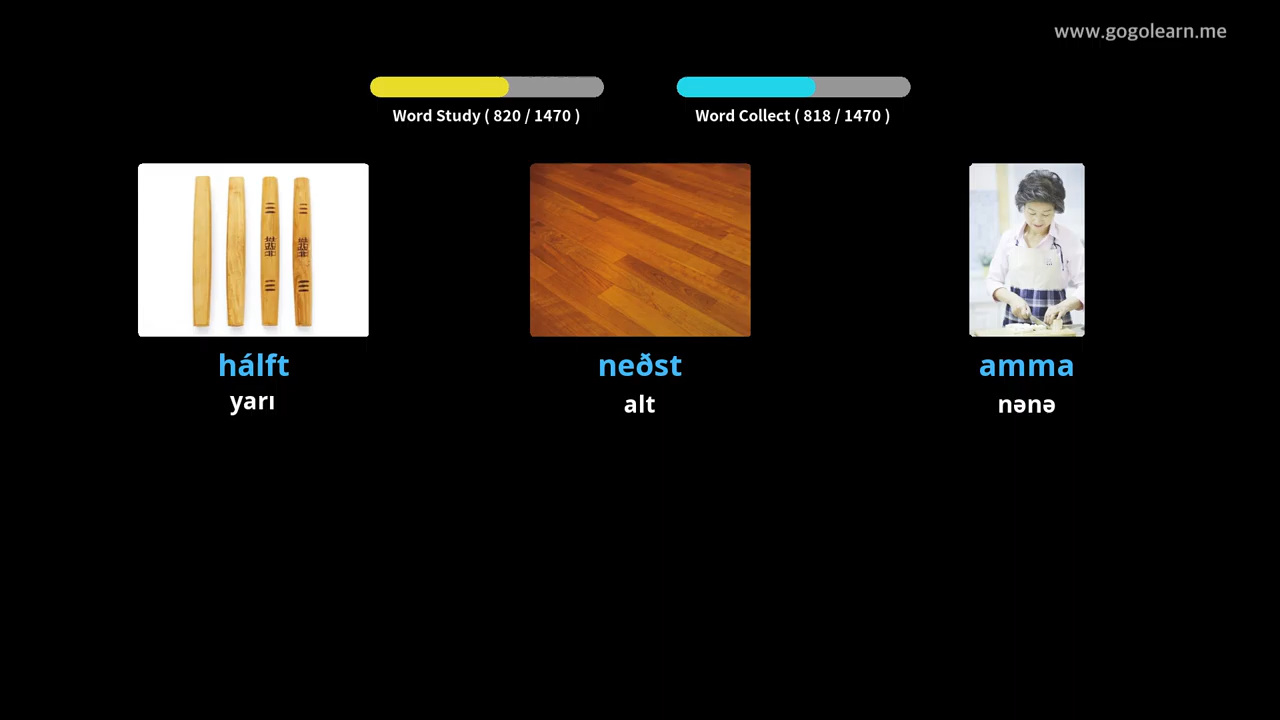 www.gogolearn.me
Word Study ( 820 / 1470 )
Word Collect ( 818 / 1470 )
hálft
neðst
amma
yarı
alt
nənə